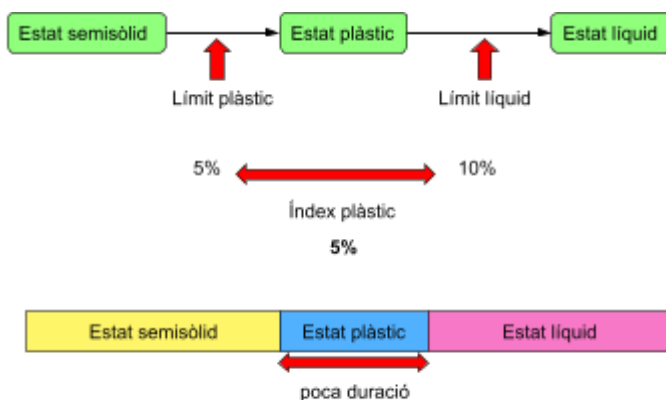 Estat semisòlid Estat plàstic Estat líquid
Límit plàstic Límit líquid
5% 10%
Índex plàstic
5%
Estat semisòlid Estat plàstic Estat líquid
poca duració